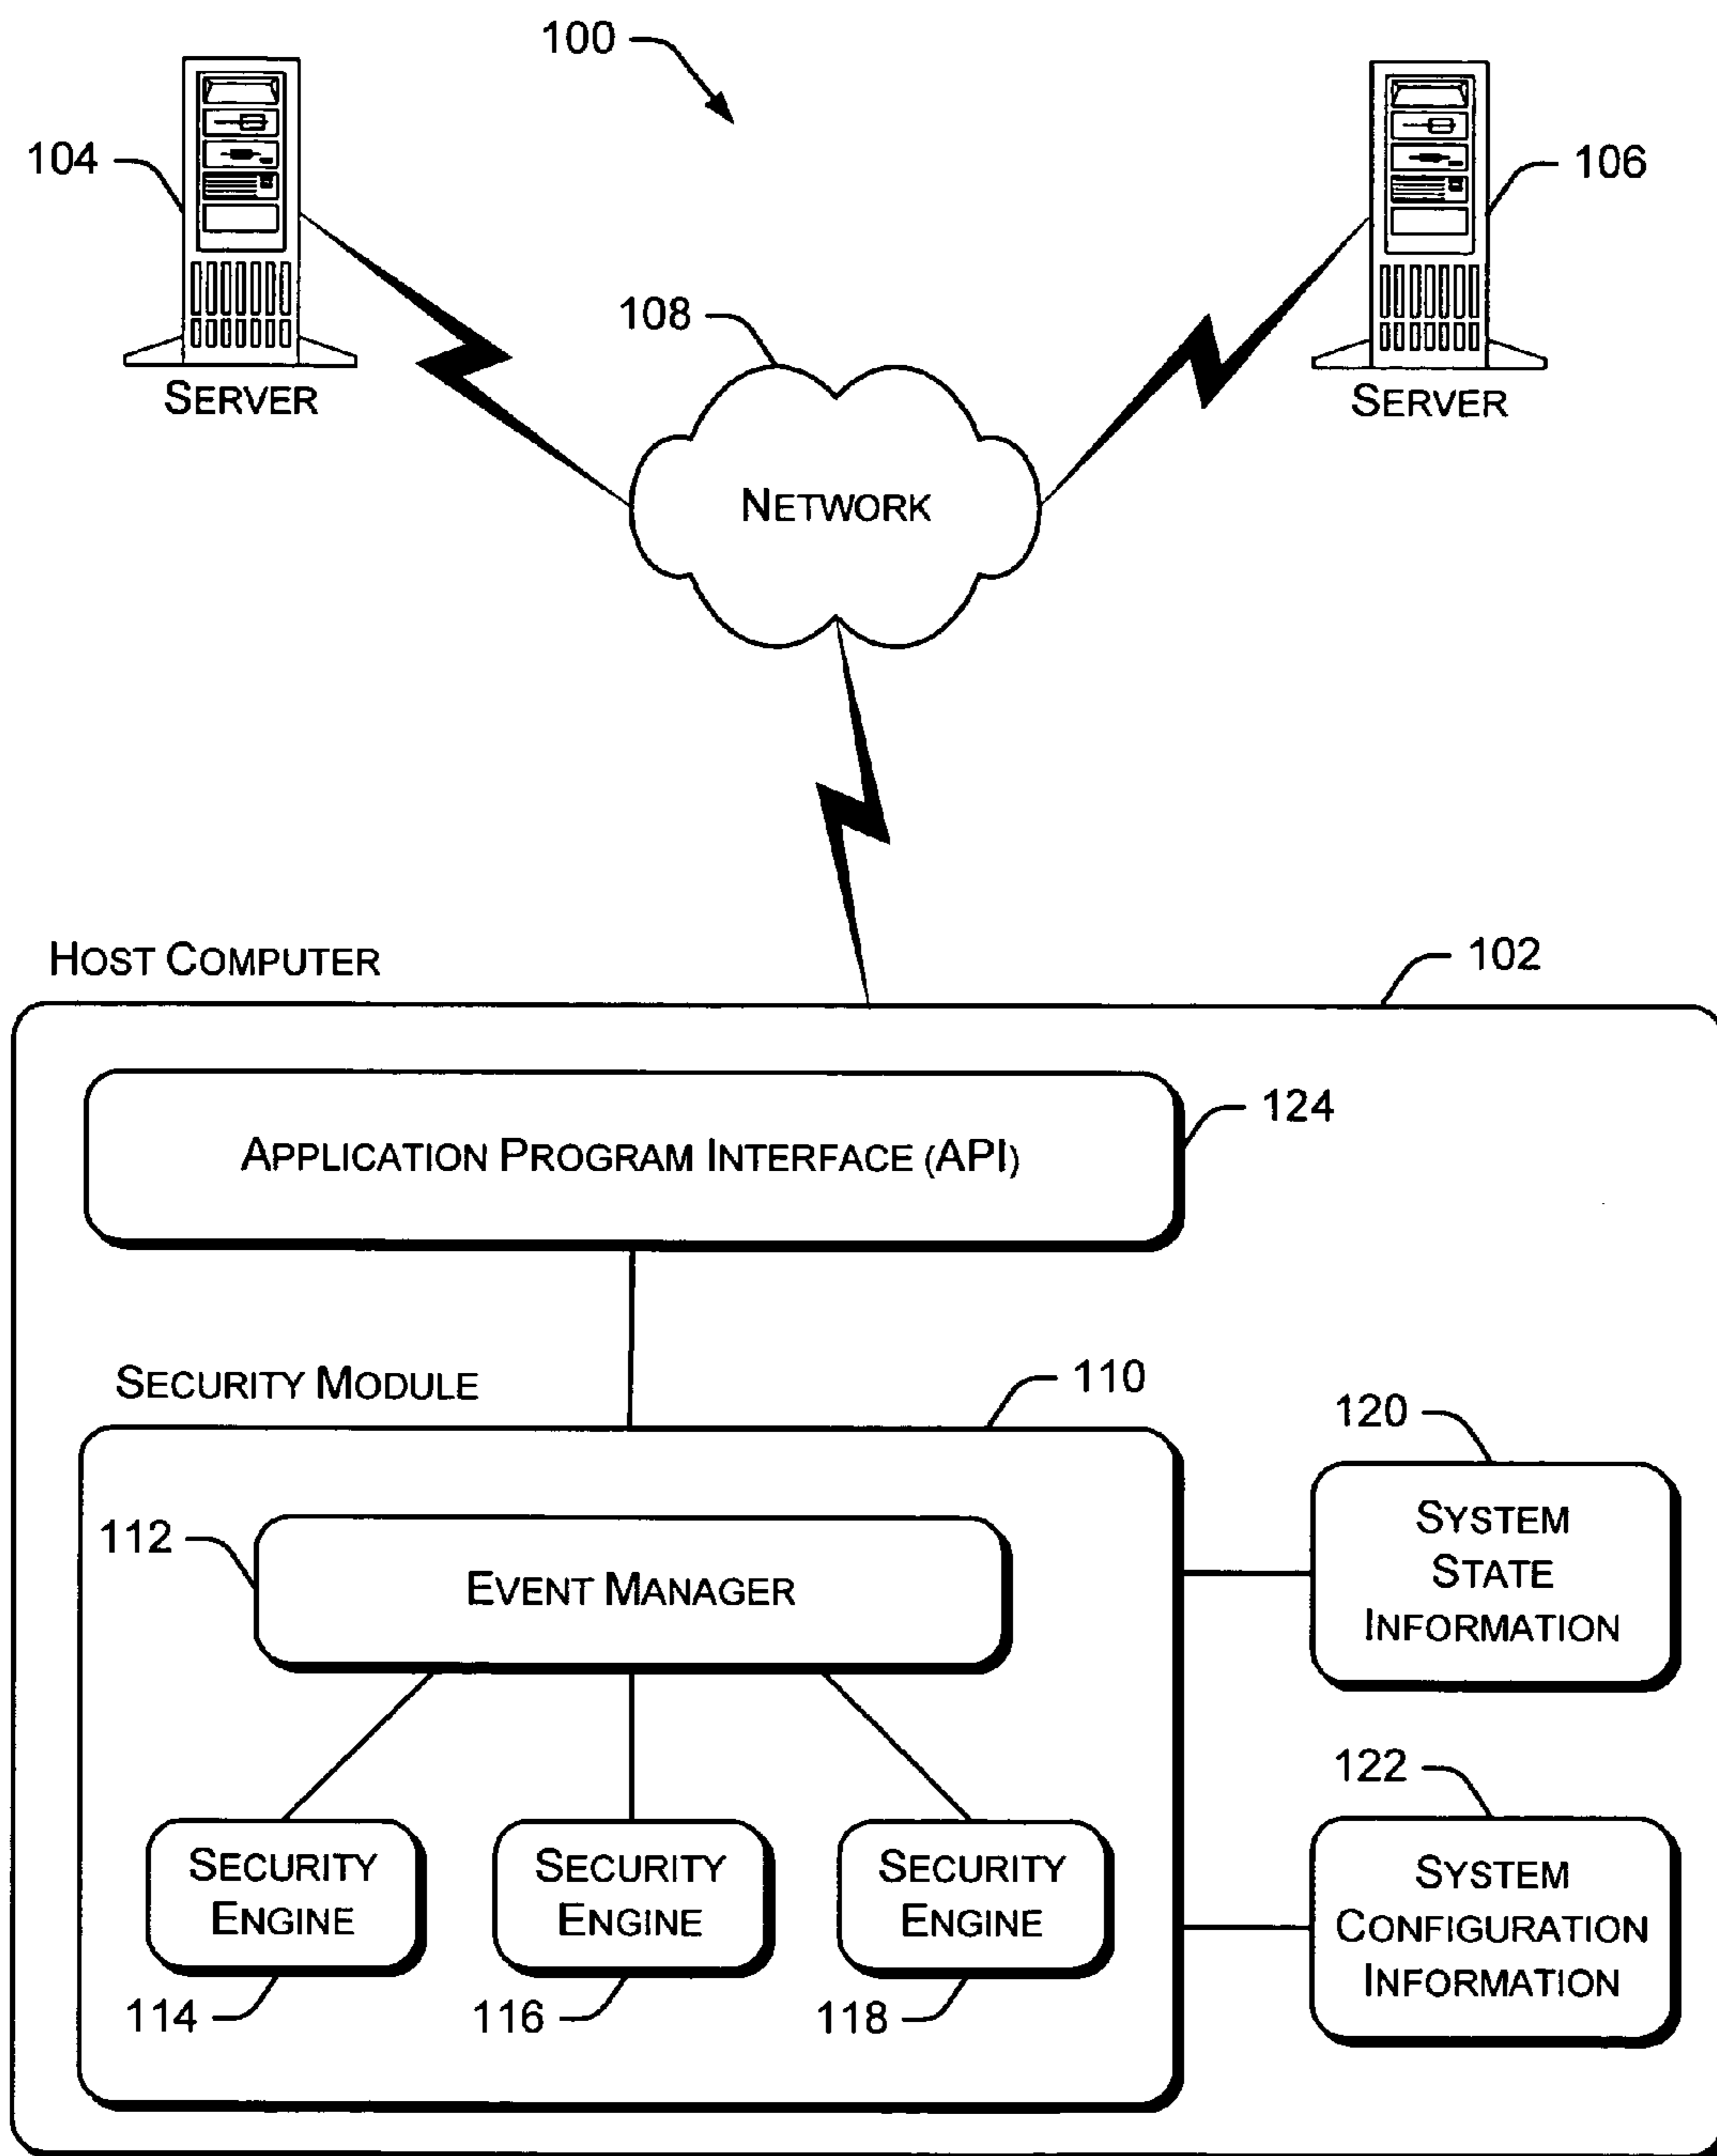 100
104
106
SERVER
108
SERVER
NETWORK
HOST COMPUTER
102
124
APPLICATION PROGRAM INTERFACE (API)
SECURITY MODULE
110
120
SYSTEM
STATE
INFORMATION
112
EVENT MANAGER
122
SYSTEM
CONFIGURATION
INFORMATION
SECURITY
ENGINE
SECURITY
ENGINE
SECURITY
ENGINE
114
116
118